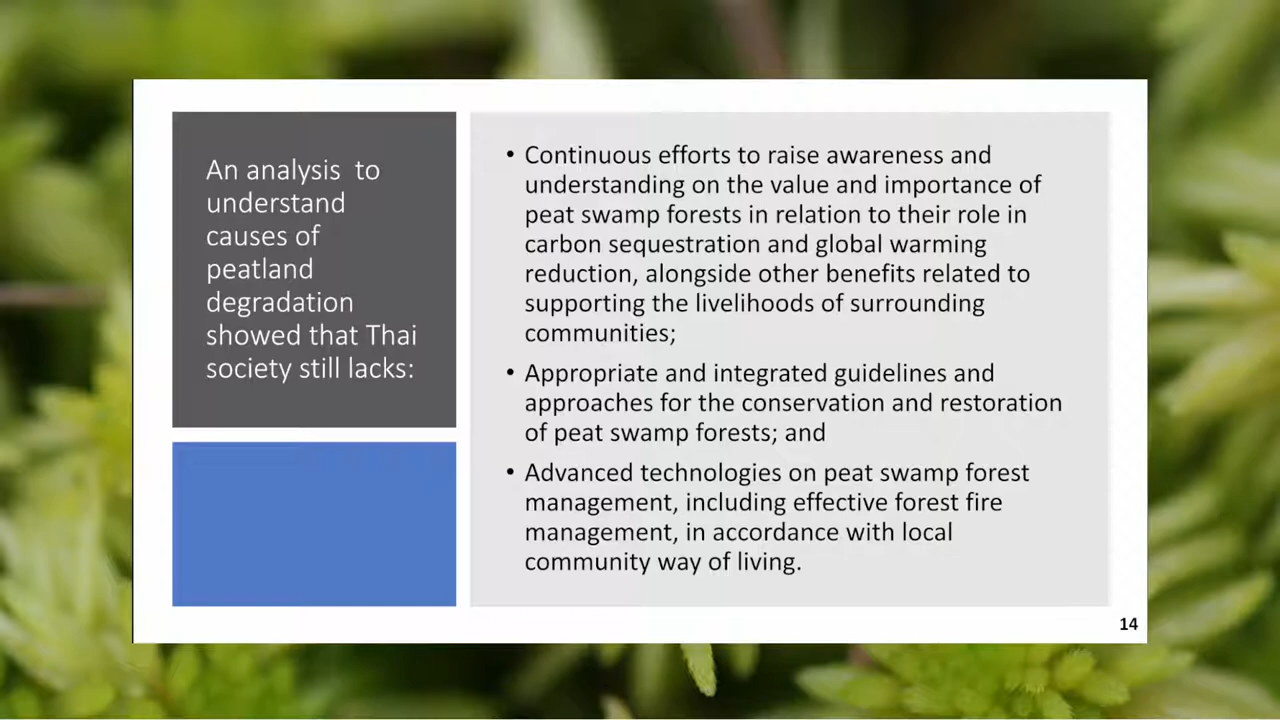 An analysis  to
understand
causes of
peatland
degradation
showed that Thai
society still lacks:
• Continuous efforts to raise awareness and
understanding on the value and importance of
peat swamp forests in relation to their role in
carbon sequestration and global warming
reduction, alongside other benefits related to
supporting the livelihoods of surrounding
communities;
• Appropriate and integrated guidelines and
approaches for the conservation and restoration
of peat swamp forests; and
• Advanced technologies on peat swamp forest
management, including effective forest fire
management, in accordance with local
community way of living.
14